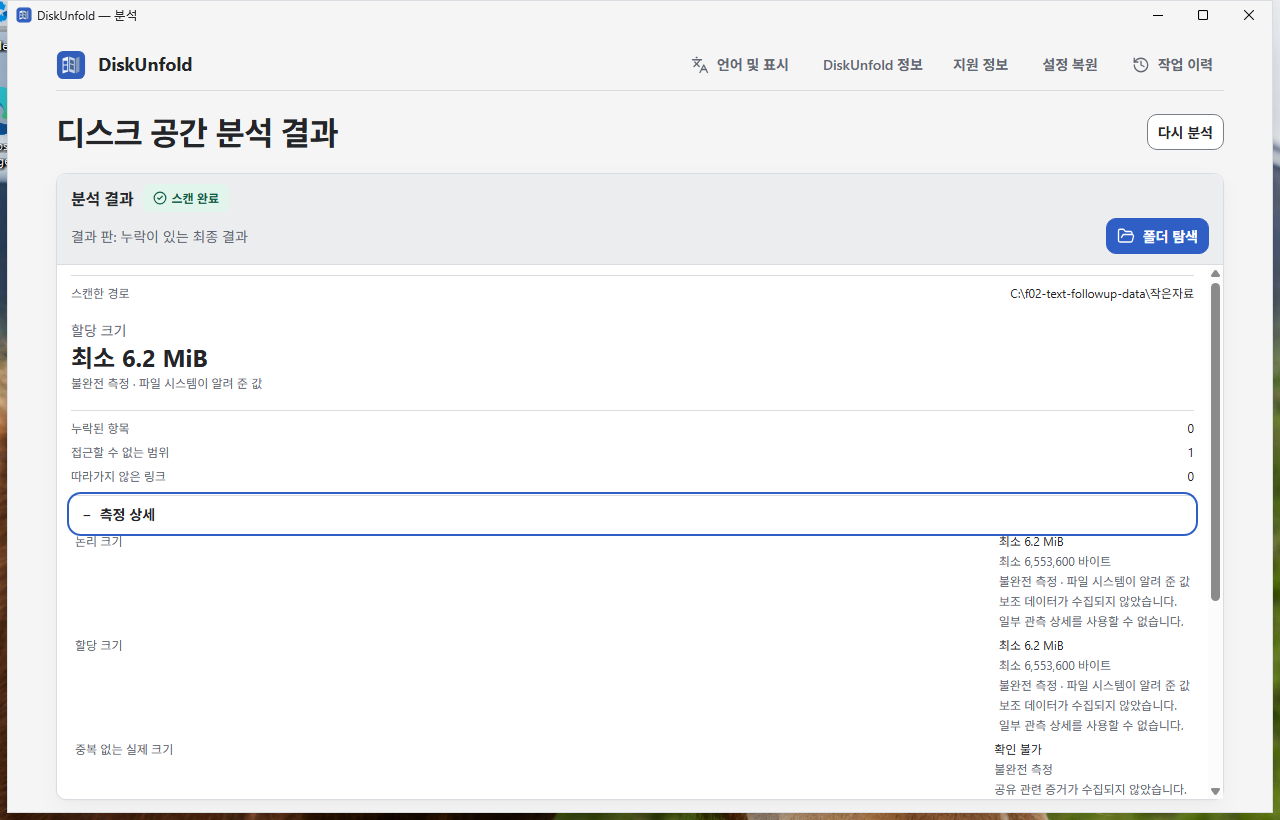 DiskUnfold — 분석
DiskUnfold
언어 및 표시
DiskUnfold 정보
지원 정보
설정 복원
작업 이력
디스크 공간 분석 결과
다시 분석
분석 결과
스캔 완료
결과 판: 누락이 있는 최종 결과
폴더 탐색
스캔한 경로
C:\f02-text-followup-data\작은자료
할당 크기
최소 6.2 MiB
불완전 측정 · 파일 시스템이 알려 준 값
누락된 항목 0
접근할 수 없는 범위 1
따라가지 않은 링크 0
– 측정 상세
논리 크기
최소 6.2 MiB
최소 6,553,600 바이트
불완전 측정 · 파일 시스템이 알려 준 값
보조 데이터가 수집되지 않았습니다.
일부 관측 상세를 사용할 수 없습니다.
할당 크기
최소 6.2 MiB
최소 6,553,600 바이트
불완전 측정 · 파일 시스템이 알려 준 값
보조 데이터가 수집되지 않았습니다.
일부 관측 상세를 사용할 수 없습니다.
중복 없는 실제 크기
확인 불가
불완전 측정
공유 관련 증거가 수집되지 않았습니다.